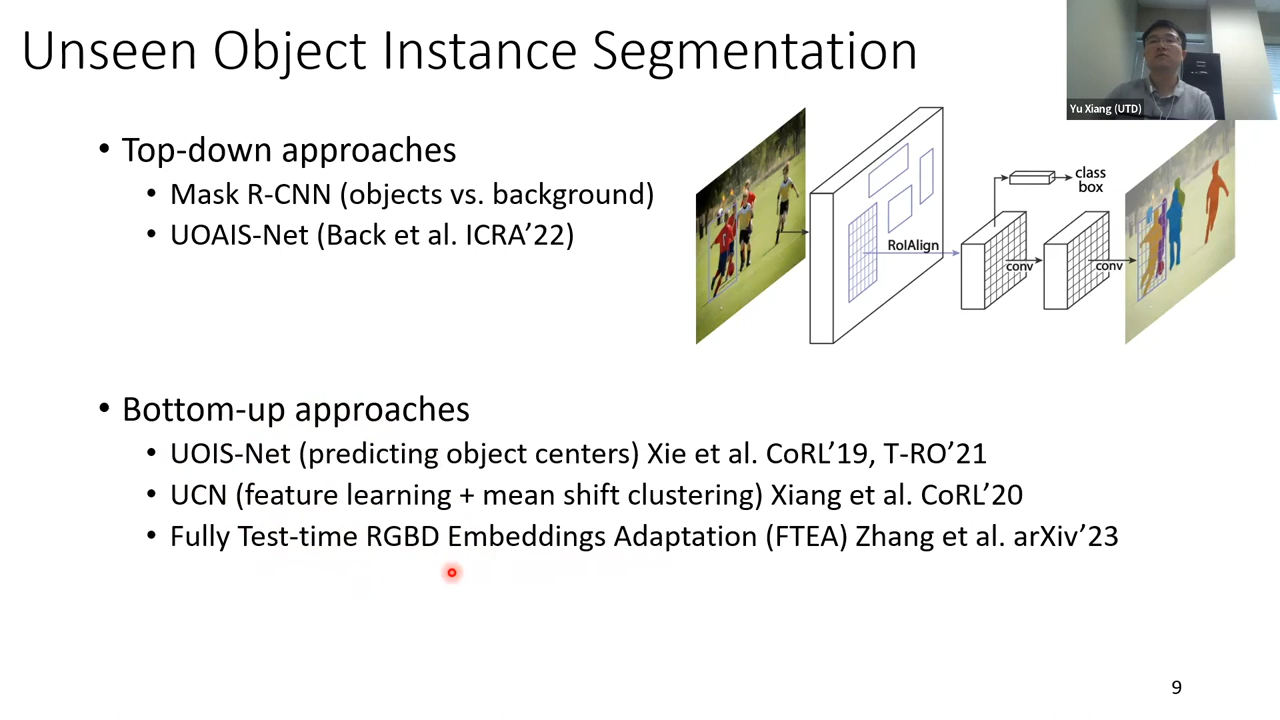 Unseen Object Instance Segmentation
Yu Xiang (UTD)
• Top-down approaches
• Mask R-CNN (objects vs. background)
• UOAIS-Net (Back et al. ICRA’22)
RoIAlign
class
box
conv
conv
• Bottom-up approaches
• UOIS-Net (predicting object centers) Xie et al. CoRL’19, T-RO’21
• UCN (feature learning + mean shift clustering) Xiang et al. CoRL’20
• Fully Test-time RGBD Embeddings Adaptation (FTEA) Zhang et al. arXiv’23
9